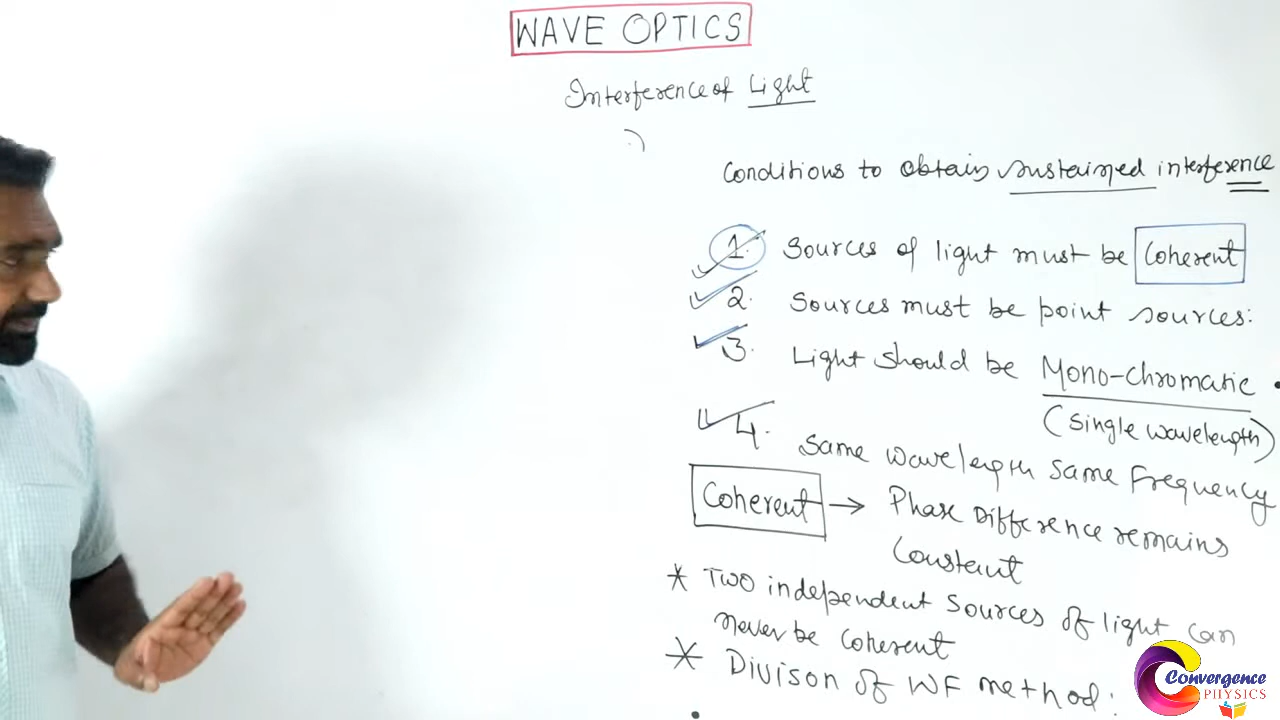 WAVE OPTICS
Interference of Light
Conditions to obtain sustained interference
1. Sources of light must be Coherent
2. Sources must be point sources:
3. Light should be Mono-chromatic
(Single wavelength)
4. Same wavelength Same Frequency
Coherent → Phase Difference remains
Constant
* Two independent Sources of light can
never be Coherent
* Divison of WF method:
Convergence
PHYSICS